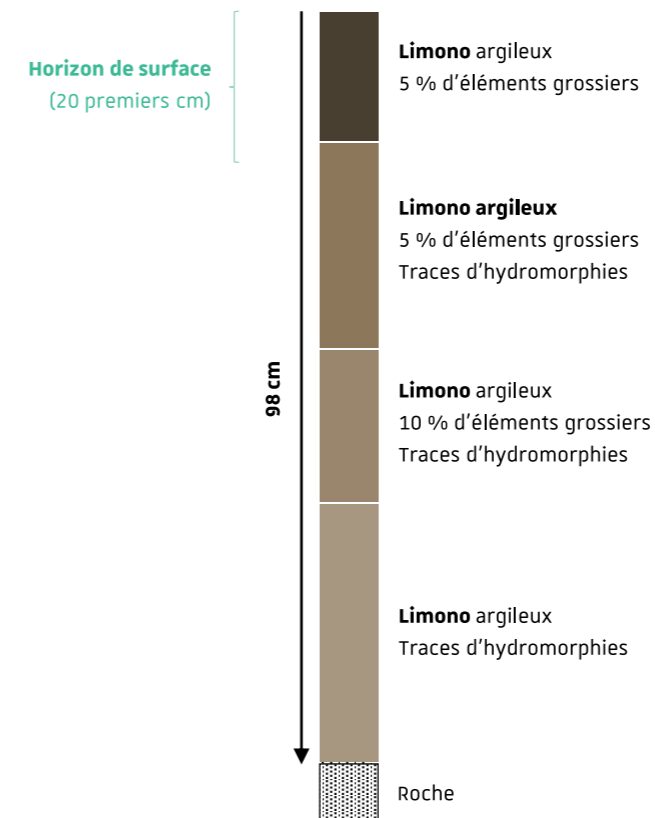 Horizon de surface
(20 premiers cm)
Limono argileux
5 % d'éléments grossiers
Limono argileux
5 % d'éléments grossiers
Traces d'hydromorphies
98 cm
Limono argileux
10 % d'éléments grossiers
Traces d'hydromorphies
Limono argileux
Traces d'hydromorphies
Roche